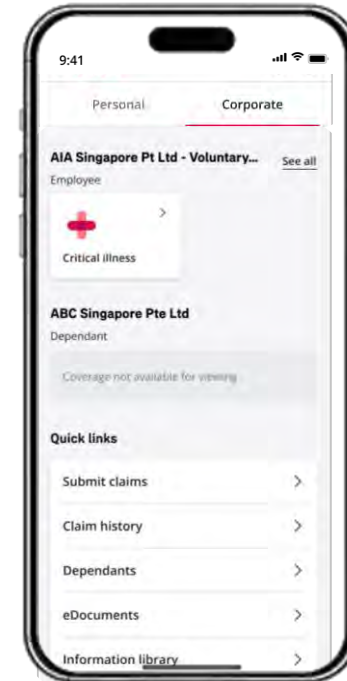 9:41
Personal
Corporate
AIA Singapore Pt Ltd - Voluntary...
See all
Employee
Critical illness
ABC Singapore Pte Ltd
Dependant
Coverage not available for viewing
Quick links
Submit claims
Claim history
Dependants
eDocuments
Information library